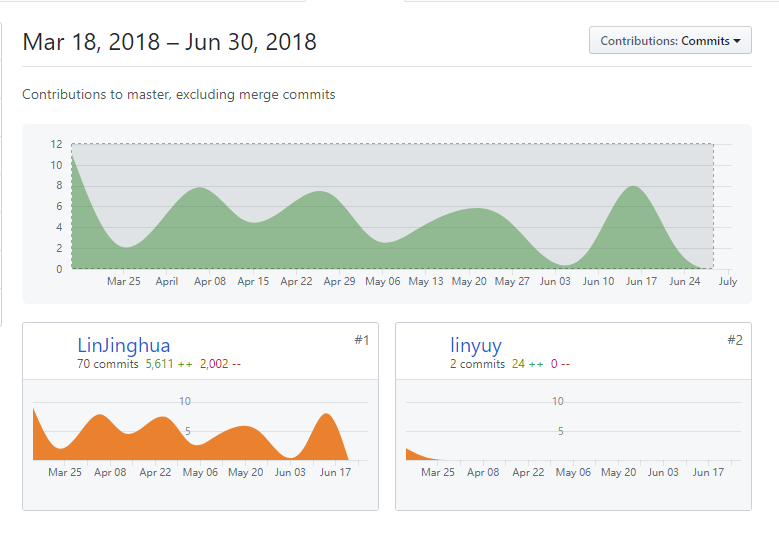 Mar 18, 2018 – Jun 30, 2018
Contributions: Commits
Contributions to master, excluding merge commits
12
10
8
6
4
2
0
Mar 25 April Apr 08 Apr 15 Apr 22 Apr 29 May 06 May 13 May 20 May 27 Jun 03 Jun 10 Jun 17 Jun 24 July
LinJinghua #1
70 commits 5,611 ++ 2,002 --
10
5
Mar 25 Apr 08 Apr 22 May 06 May 20 Jun 03 Jun 17
linyuy #2
2 commits 24 ++ 0 --
10
5
Mar 25 Apr 08 Apr 22 May 06 May 20 Jun 03 Jun 17